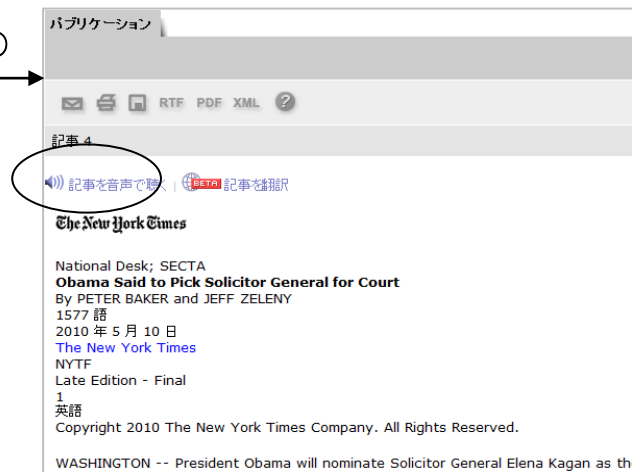 パブリケーション
RTF PDF XML ?
記事 4
記事を音声で聴く | BETA 記事を翻訳
The New York Times
National Desk; SECTA
Obama Said to Pick Solicitor General for Court
By PETER BAKER and JEFF ZELENY
1577 語
2010 年 5 月 10 日
The New York Times
NYTF
Late Edition - Final
1
英語
Copyright 2010 The New York Times Company. All Rights Reserved.
WASHINGTON -- President Obama will nominate Solicitor General Elena Kagan as the